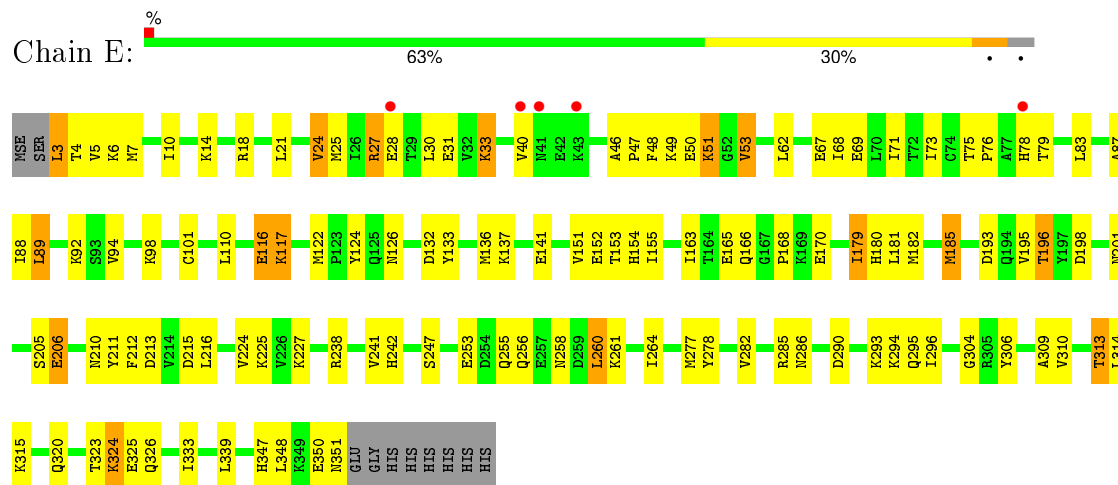 %
Chain E:
63% 30% • •
MSE SER L3 T4 V5 K6 M7 I10 K14 R18 L21 V24 M25 I26 R27 E28 T29 L30 E31 V32 K33 V40 N41 E42 K43 A46 P47 F48 K49 E50 K51 G52 V53 L62 E67 I68 E69 L70 I71 T72 I73 C74 T75 P76 A77 H78 T79 L83 A87
I88 L89 K92 S93 V94 K98 C101 L110 E116 K117 M122 P123 Y124 Q125 N126 D132 Y133 M136 K137 E141 V151 E152 T153 H154 I155 I163 T164 E165 Q166 G167 P168 K169 E170 I179 H180 L181 M182 M185 D193 Q194 V195 T196 Y197 D198 N201
S205 E206 N210 Y211 F212 D213 V214 D215 L216 V224 K225 V226 K227 R238 V241 H242 S247 E253 D254 Q255 Q256 E257 N258 D259 L260 K261 I264 M277 Y278 V282 R285 N286 D290 K293 K294 Q295 I296 G304 R305 Y306 A309 V310 T313 L314
K315 Q320 T323 K324 E325 Q326 I333 L339 H347 L348 K349 E350 N351 GLU GLY HIS HIS HIS HIS HIS HIS